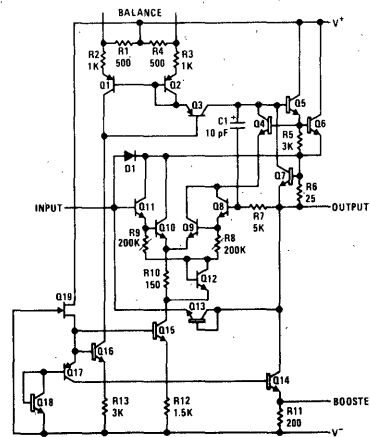 BALANCE
V+
R2
1K
R1
500
R4
500
R3
1K
Q1
Q2
Q3
Q5
Q6
C1
10 pF
Q4
R5
3K
Q7
D1
R6
25
INPUT
Q11
Q10
Q9
Q8
R7
5K
OUTPUT
R9
200K
R8
200K
R10
150
Q12
Q13
Q19
Q16
Q15
Q17
Q14
Q18
R13
3K
R12
1.5K
BOOSTE
R11
200
V-